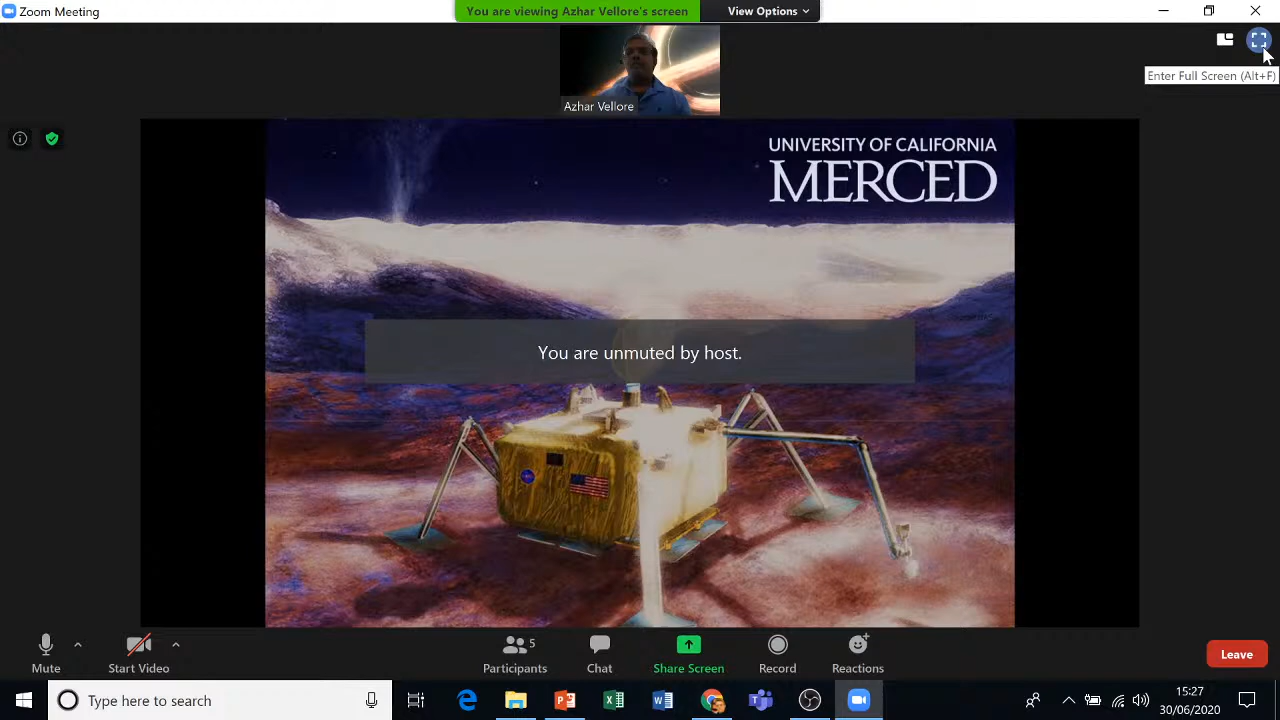 Zoom Meeting
You are viewing Azhar Vellore's screen
View Options
Enter Full Screen (Alt+F)
Azhar Vellore
UNIVERSITY OF CALIFORNIA
MERCED
You are unmuted by host.
Mute
Start Video
Participants
5
Chat
Share Screen
Record
Reactions
Leave
Type here to search
15:27
30/06/2020